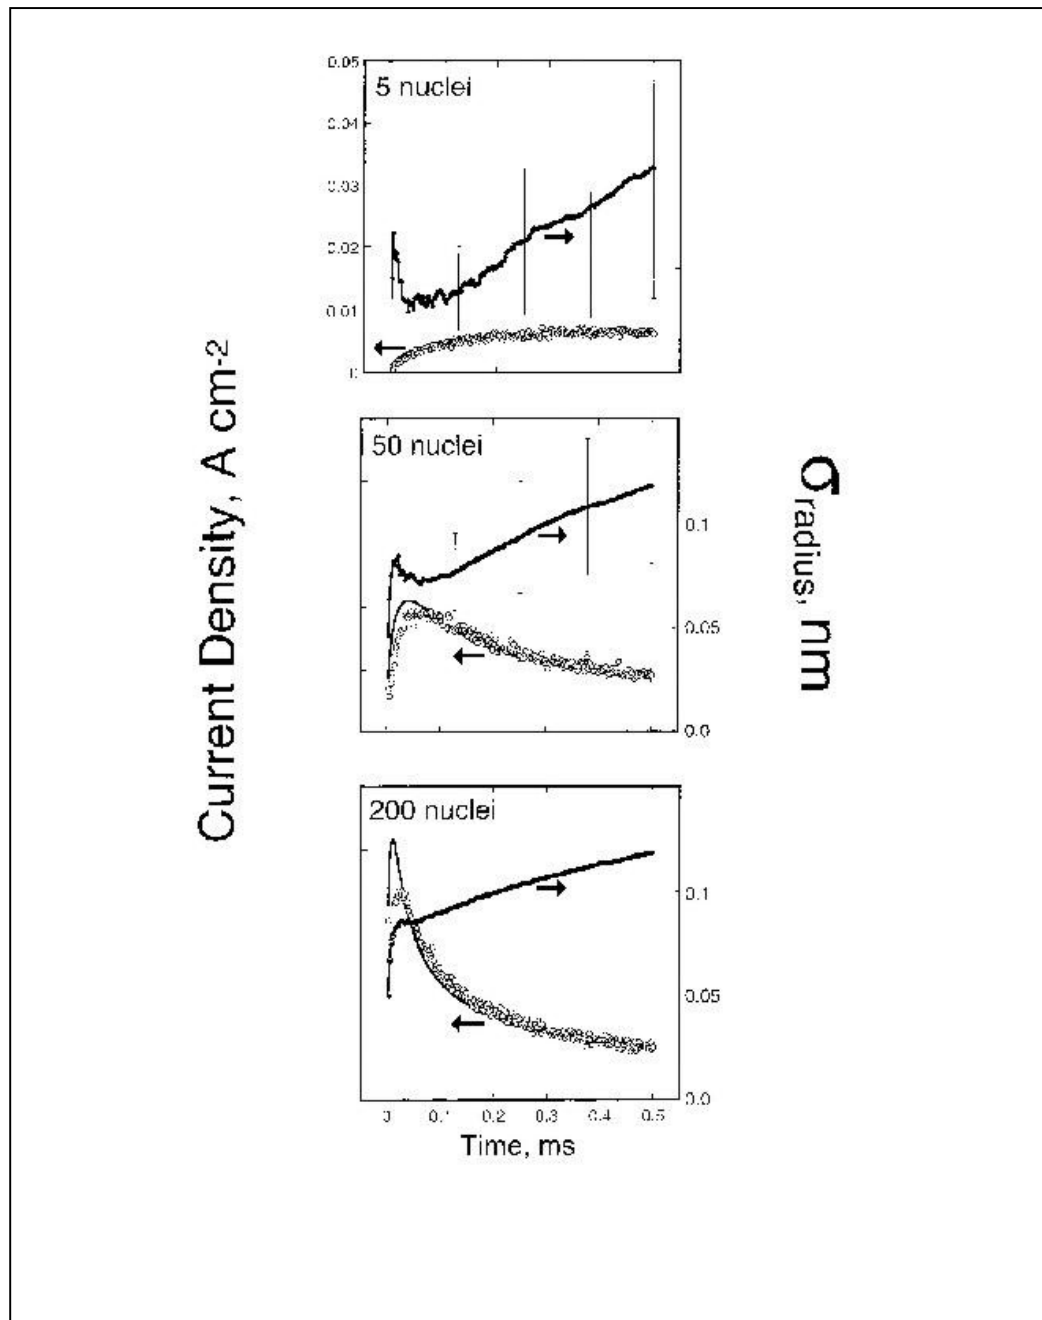 0.05
5 nuclei
0.04
0.03
0.02
0.01
0
Current Density, A cm-2
50 nuclei
0.1
0.05
0.0
σradius, nm
200 nuclei
0.1
0.05
0.0
0 0.1 0.2 0.3 0.4 0.5
Time, ms